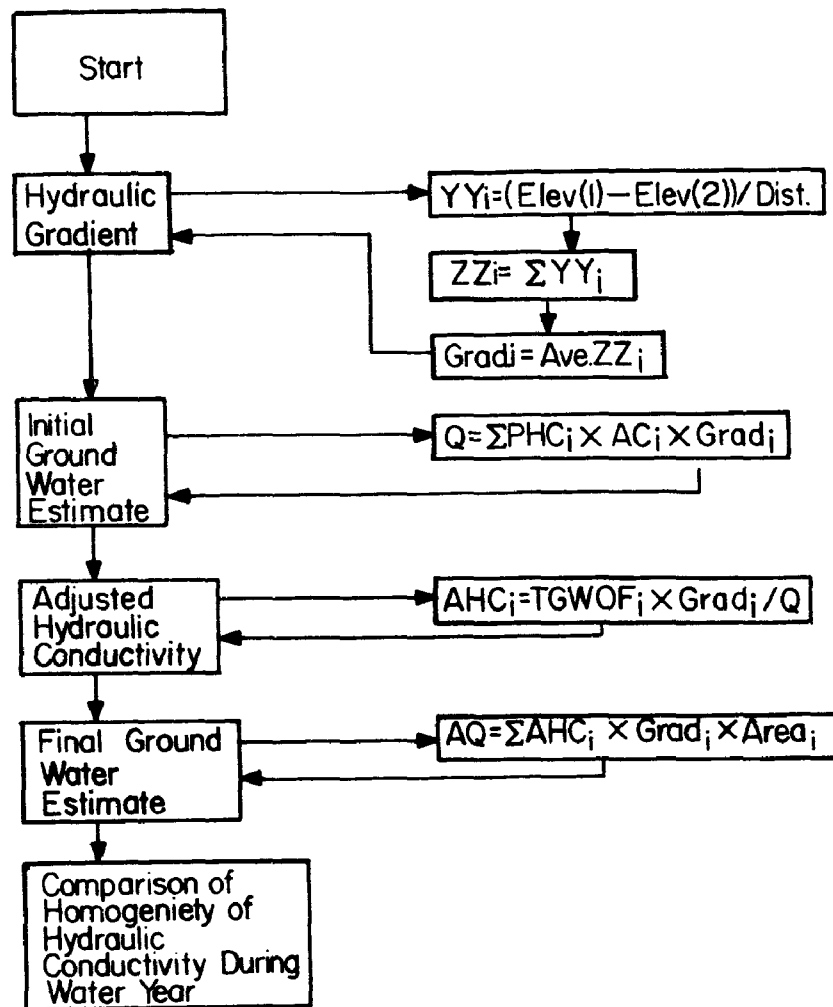 Start
Hydraulic
Gradient
YYi=(Elev(1)-Elev(2))/Dist.
ZZi= ΣYYi
Gradi=Ave.ZZi
Initial
Ground
Water
Estimate
Q=ΣPHCi×ACi×Gradi
Adjusted
Hydraulic
Conductivity
AHCi=TGWOFi×Gradi/Q
Final Ground
Water
Estimate
AQ=ΣAHCi×Gradi×Areai
Comparison of
Homogeniety of
Hydraulic
Conductivity During
Water Year